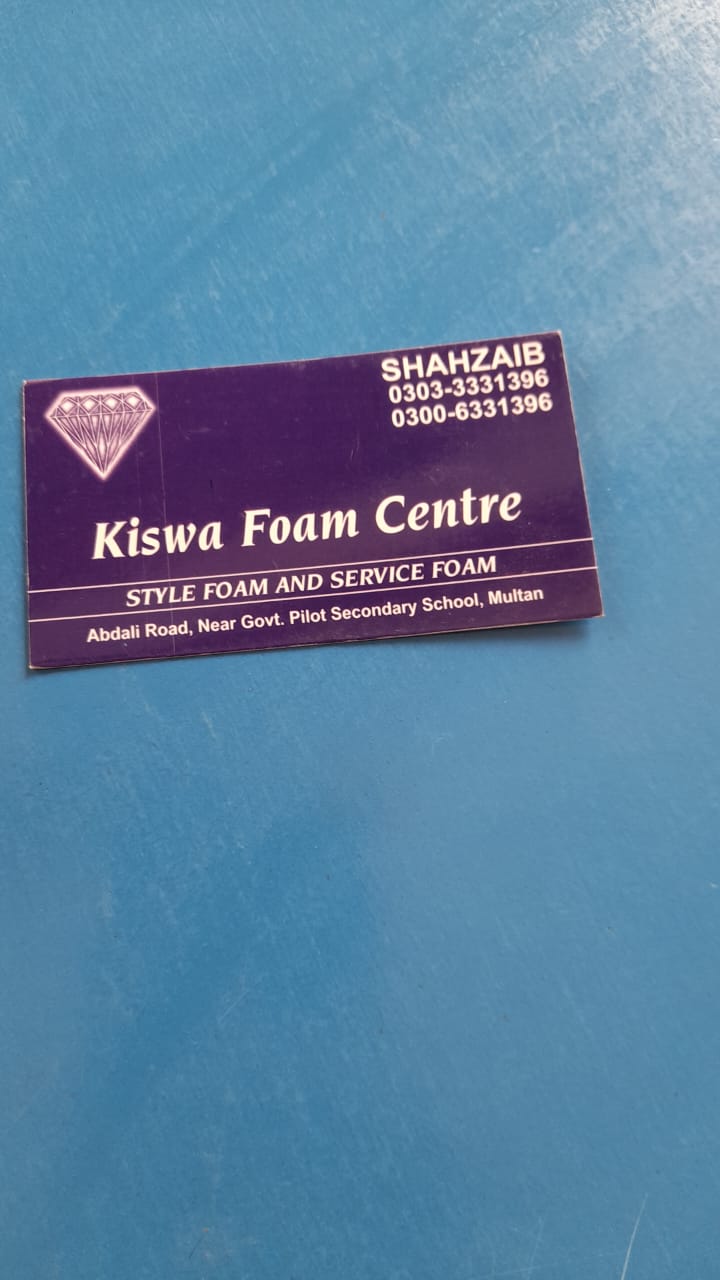 SHAHZAIB
0303-3331396
0300-6331396
Kiswa Foam Centre
STYLE FOAM AND SERVICE FOAM
Abdali Road, Near Govt. Pilot Secondary School, Multan